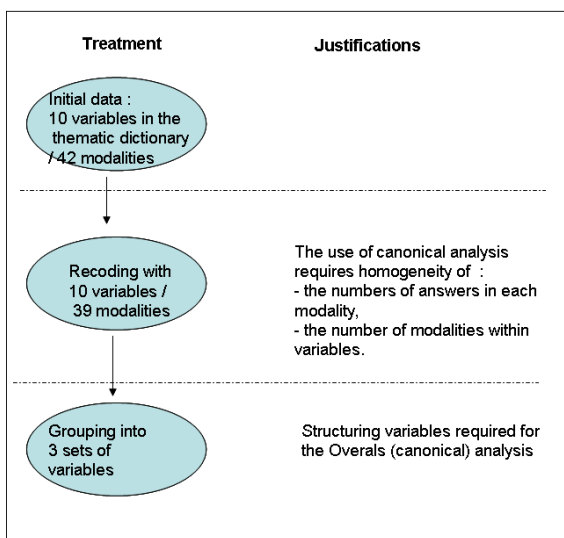 Treatment
Justifications
Initial data :
10 variables in the
thematic dictionary
/ 42 modalities
Recoding with
10 variables /
39 modalities
The use of canonical analysis
requires homogeneity of :
- the numbers of answers in each
modality,
- the number of modalities within
variables.
Grouping into
3 sets of
variables
Structuring variables required for
the Overals (canonical) analysis